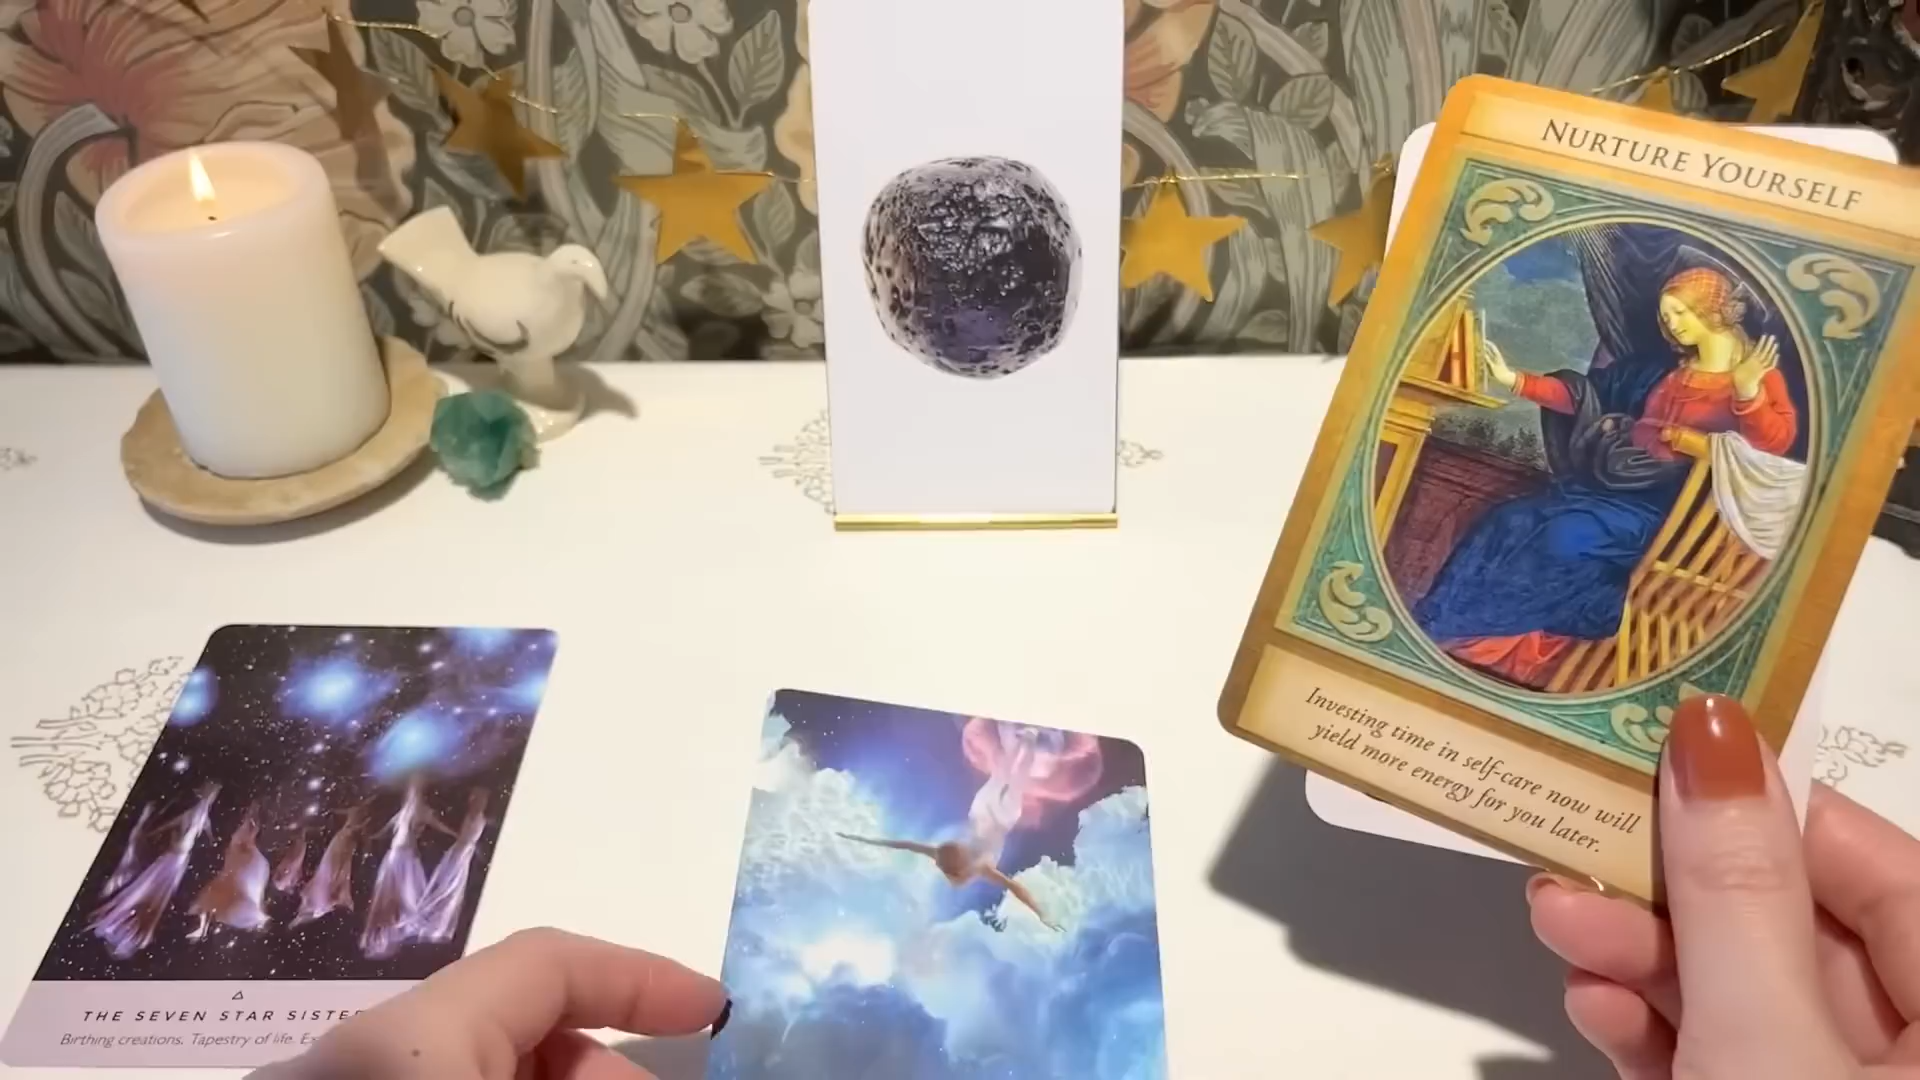 NURTURE YOURSELF
Investing time in self-care now will
yield more energy for you later.
THE SEVEN STAR
Birthing creations. Tapestry of life.